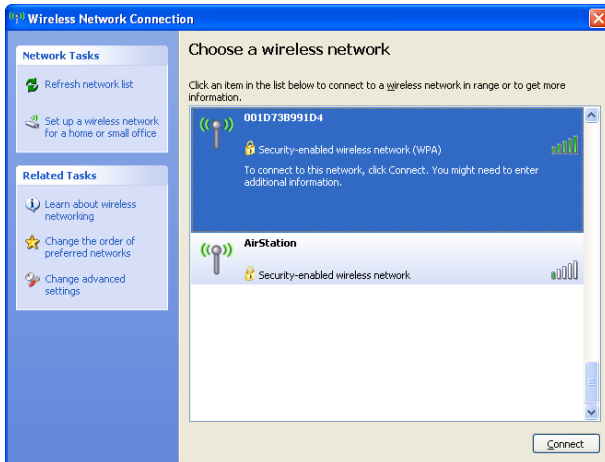 Wireless Network Connection
Network Tasks
Refresh network list
Set up a wireless network
for a home or small office
Related Tasks
Learn about wireless
networking
Change the order of
preferred networks
Change advanced
settings
Choose a wireless network
Click an item in the list below to connect to a wireless network in range or to get more
information.
001D73B991D4
Security-enabled wireless network (WPA)
To connect to this network, click Connect. You might need to enter
additional information.
AirStation
Security-enabled wireless network
Connect